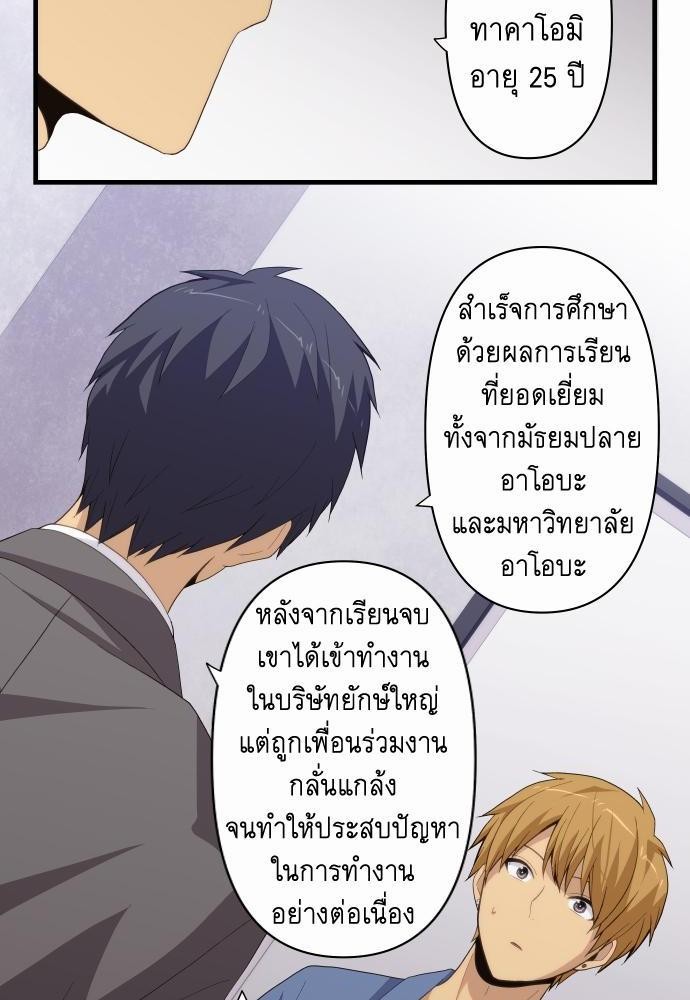 ทาคาโอมิ
อายุ 25 ปี
สำเร็จการศึกษา
ด้วยผลการเรียน
ที่ยอดเยี่ยม
ทั้งจากมัธยมปลาย
อาโอบะ
และมหาวิทยาลัย
อาโอบะ
หลังจากเรียนจบ
เขาได้เข้าทำงาน
ในบริษัทยักษ์ใหญ่
แต่ถูกเพื่อนร่วมงาน
กลั่นแกล้ง
จนทำให้ประสบปัญหา
ในการทำงาน
อย่างต่อเนื่อง